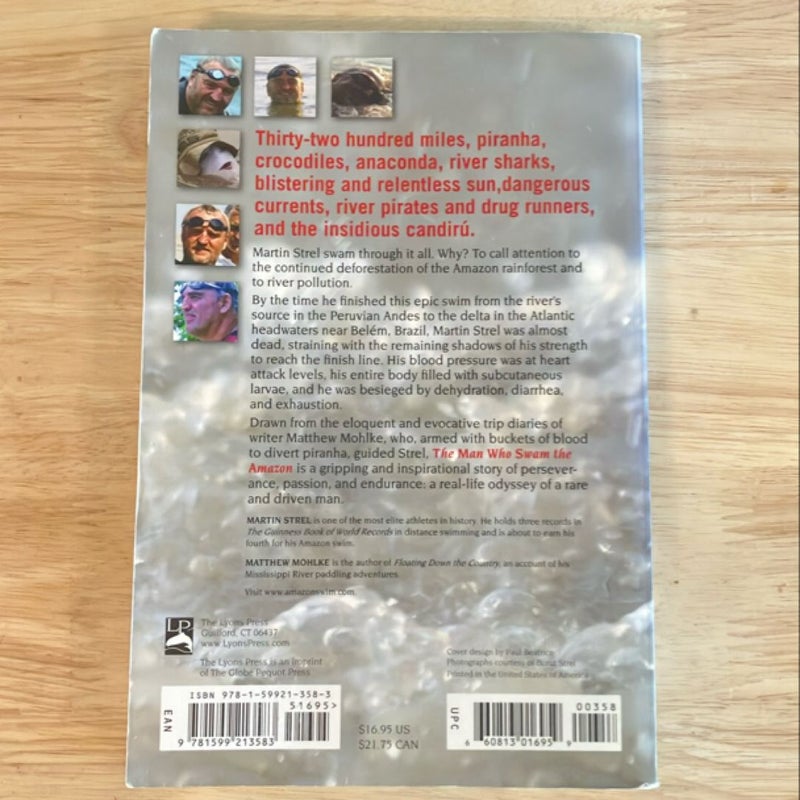 Thirty-two hundred miles, piranha,
crocodiles, anaconda, river sharks,
blistering and relentless sun,dangerous
currents, river pirates and drug runners,
and the insidious candirú.
Martin Strel swam through it all. Why? To call attention to
the continued deforestation of the Amazon rainforest and
to river pollution.
By the time he finished this epic swim from the river's
source in the Peruvian Andes to the delta in the Atlantic
headwaters near Belém, Brazil, Martin Strel was almost
dead, straining with the remaining shadows of his strength
to reach the finish line. His blood pressure was at heart
attack levels, his entire body filled with subcutaneous
larvae, and he was besieged by dehydration, diarrhea,
and exhaustion.
Drawn from the eloquent and evocative trip diaries of
writer Matthew Mohlke, who, armed with buckets of blood
to divert piranha, guided Strel, The Man Who Swam the
Amazon is a gripping and inspirational story of persever-
ance, passion, and endurance: a real-life odyssey of a rare
and driven man.
MARTIN STREL is one of the most elite athletes in history. He holds three records in
The Guinness Book of World Records in distance swimming and is about to earn his
fourth for his Amazon swim.
MATTHEW MOHLKE is the author of Floating Down the Country, an account of his
Mississippi River paddling adventures.
Visit www.amazonswim.com.
LP
The Lyons Press
Guilford, CT 06437
www.LyonsPress.com
The Lyons Press is an imprint
of The Globe Pequot Press
Cover design by Paul Beatrice
Photographs courtesy of Borut Strel
Printed in the United States of America
ISBN 978-1-59921-358-3
51695>
EAN
9 781599 213583
$16.95 US
$21.75 CAN
UPC
00358
6 60813 01695 9